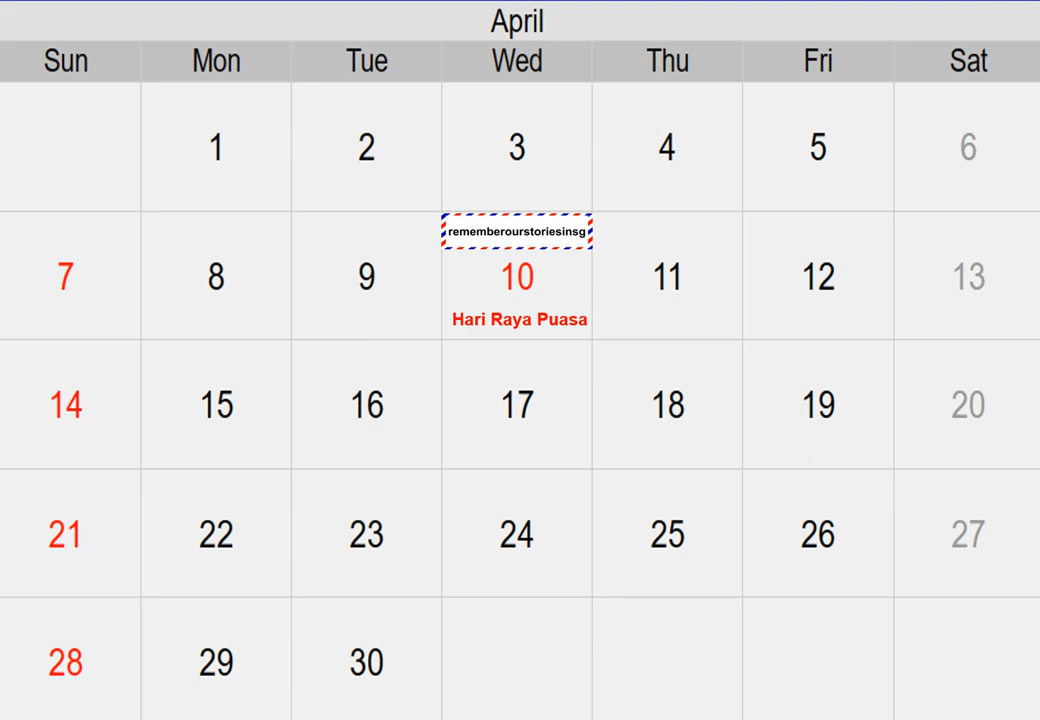 April
Sun Mon Tue Wed Thu Fri Sat
1 2 3 4 5 6
rememberourstoriesinsg
7 8 9 10 11 12 13
Hari Raya Puasa
14 15 16 17 18 19 20
21 22 23 24 25 26 27
28 29 30